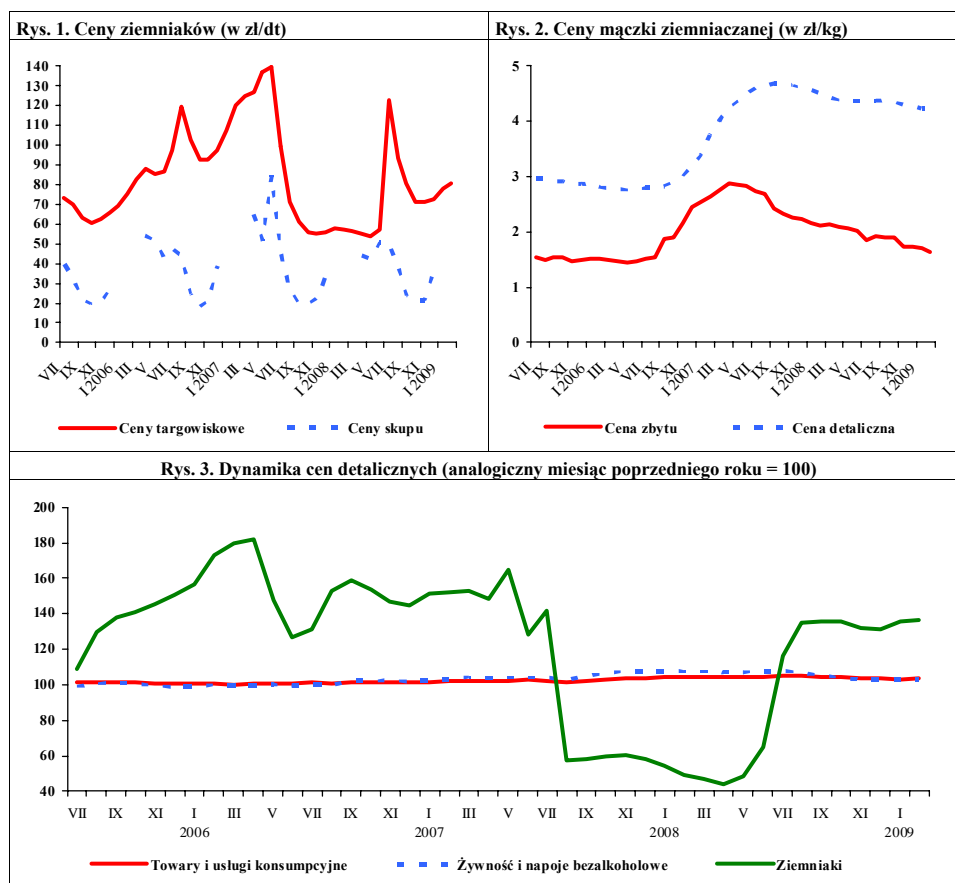 Rys. 1. Ceny ziemniaków (w zł/dt)
140
130
120
110
100
90
80
70
60
50
40
30
20
10
0
VII
IX
XI
I 2006
III
V
VII
IX
XI
I 2007
III
V
VII
IX
XI
I 2008
III
V
VII
IX
XI
I 2009
Ceny targowiskowe
Ceny skupu
Rys. 2. Ceny mączki ziemniaczanej (w zł/kg)
5
4
3
2
1
0
VII
IX
XI
I 2006
III
V
VII
IX
XI
I 2007
III
V
VII
IX
XI
I 2008
III
V
VII
IX
XI
I 2009
Cena zbytu
Cena detaliczna
Rys. 3. Dynamika cen detalicznych (analogiczny miesiąc poprzedniego roku = 100)
200
180
160
140
120
100
80
60
40
VII IX XI I III V VII IX XI I III V VII IX XI I III V VII IX XI I
2006 2007 2008 2009
Towary i usługi konsumpcyjne
Żywność i napoje bezalkoholowe
Ziemniaki